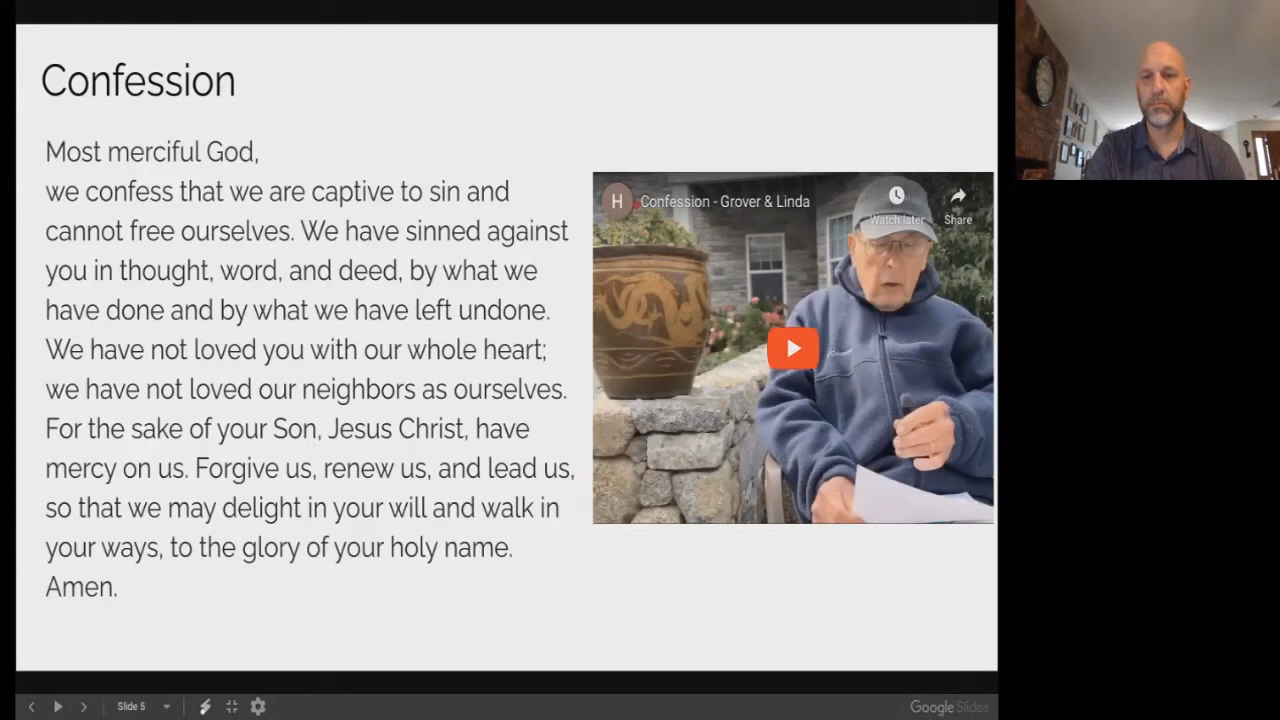 Confession
Most merciful God,
we confess that we are captive to sin and
cannot free ourselves. We have sinned against
you in thought, word, and deed, by what we
have done and by what we have left undone.
We have not loved you with our whole heart;
we have not loved our neighbors as ourselves.
For the sake of your Son, Jesus Christ, have
mercy on us. Forgive us, renew us, and lead us,
so that we may delight in your will and walk in
your ways, to the glory of your holy name.
Amen.
H Confession - Grover & Linda
Watch later Share
Slide 5
Google Slides